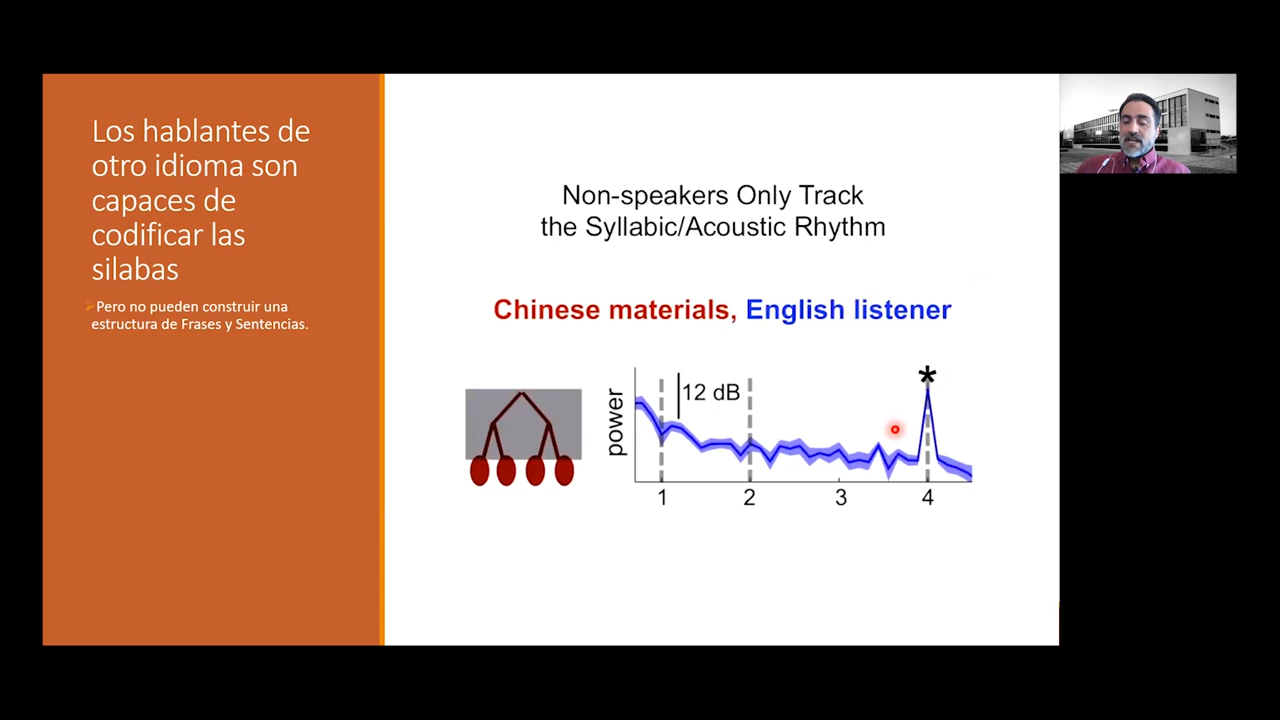 Los hablantes de
otro idioma son
capaces de
codificar las
silabas
Pero no pueden construir una
estructura de Frases y Sentencias.
Non-speakers Only Track
the Syllabic/Acoustic Rhythm
Chinese materials, English listener
power
12 dB
*
1 2 3 4